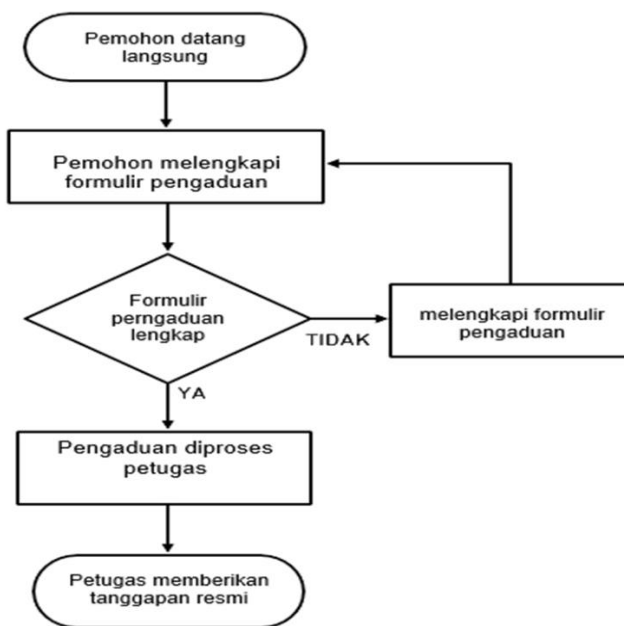 Pemohon datang
langsung
Pemohon melengkapi
formulir pengaduan
Formulir
perngaduan
lengkap
TIDAK
melengkapi formulir
pengaduan
YA
Pengaduan diproses
petugas
Petugas memberikan
tanggapan resmi